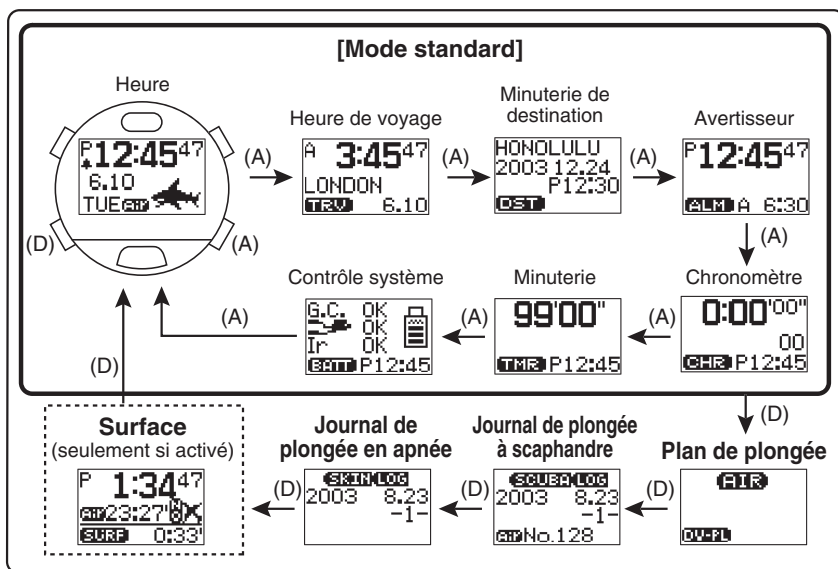 [Mode standard]
Heure
Heure de voyage
Minuterie de
destination
Avertisseur
P 12:45 47
6.10
TUE AIR
(D)
(A)
(A)
A 3:45 47
LONDON
TRV 6.10
(A)
HONOLULU
2003 12.24
P12:30
DST
(A)
P 12:45 47
ALM A 6:30
(A)
Contrôle système
Minuterie
Chronomètre
(A)
G.C. OK
OK
Ir OK
BATT P12:45
(A)
99'00"
TMR P12:45
(A)
0:00'00"
00
CHR P12:45
(D)
(D)
Surface
(seulement si activé)
Journal de
plongée en apnée
Journal de plongée
à scaphandre
Plan de plongée
P 1:34 47
AIR 23:27'
SURF 0:33'
(D)
SKIN LOG
2003 8.23
-1-
(D)
SCUBA LOG
2003 8.23
-1-
AIR No.128
(D)
AIR
DV-PL